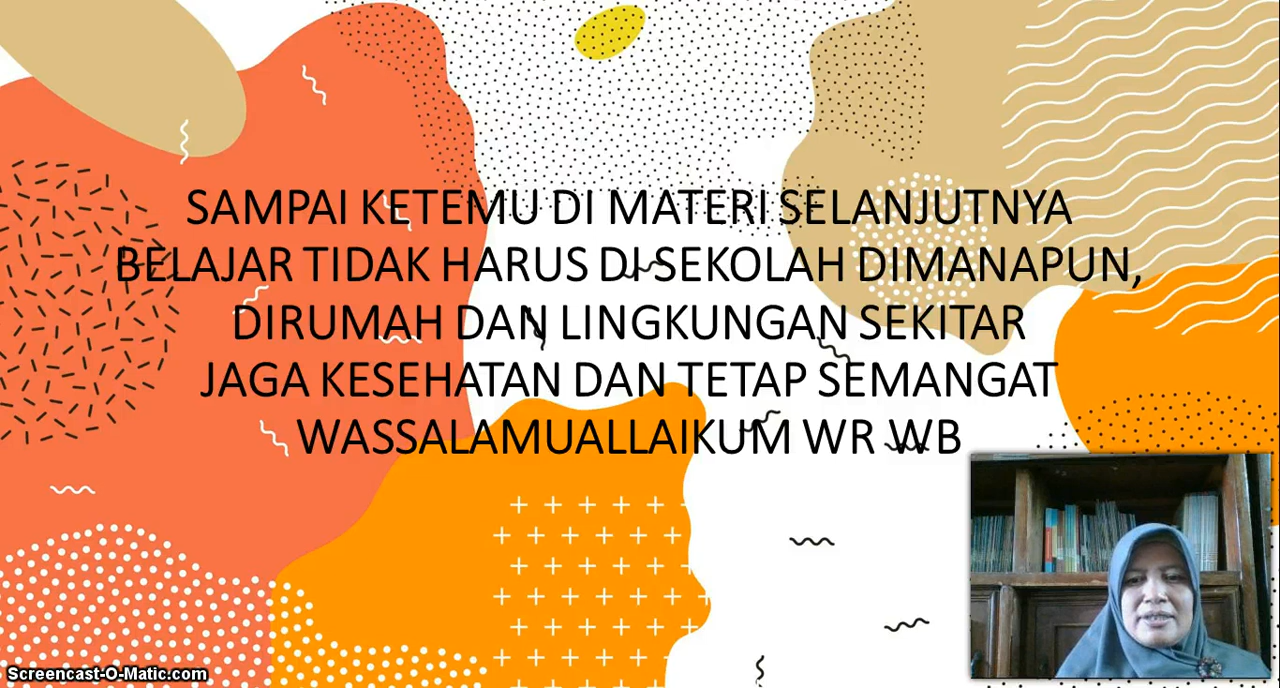 SAMPAI KETEMU DI MATERI SELANJUTNYA
BELAJAR TIDAK HARUS DI SEKOLAH DIMANAPUN,
DIRUMAH DAN LINGKUNGAN SEKITAR
JAGA KESEHATAN DAN TETAP SEMANGAT
WASSALAMUALLAIKUM WR WB
Screencast-O-Matic.com